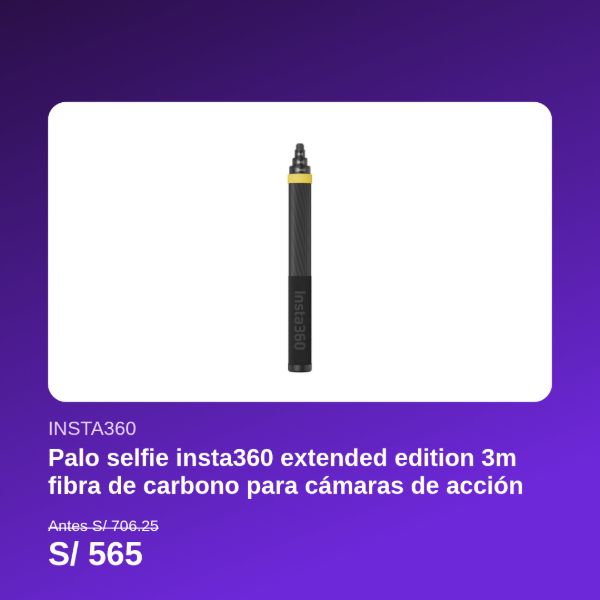 Insta360
INSTA360
Palo selfie insta360 extended edition 3m
fibra de carbono para cámaras de acción
Antes S/ 706.25
S/ 565